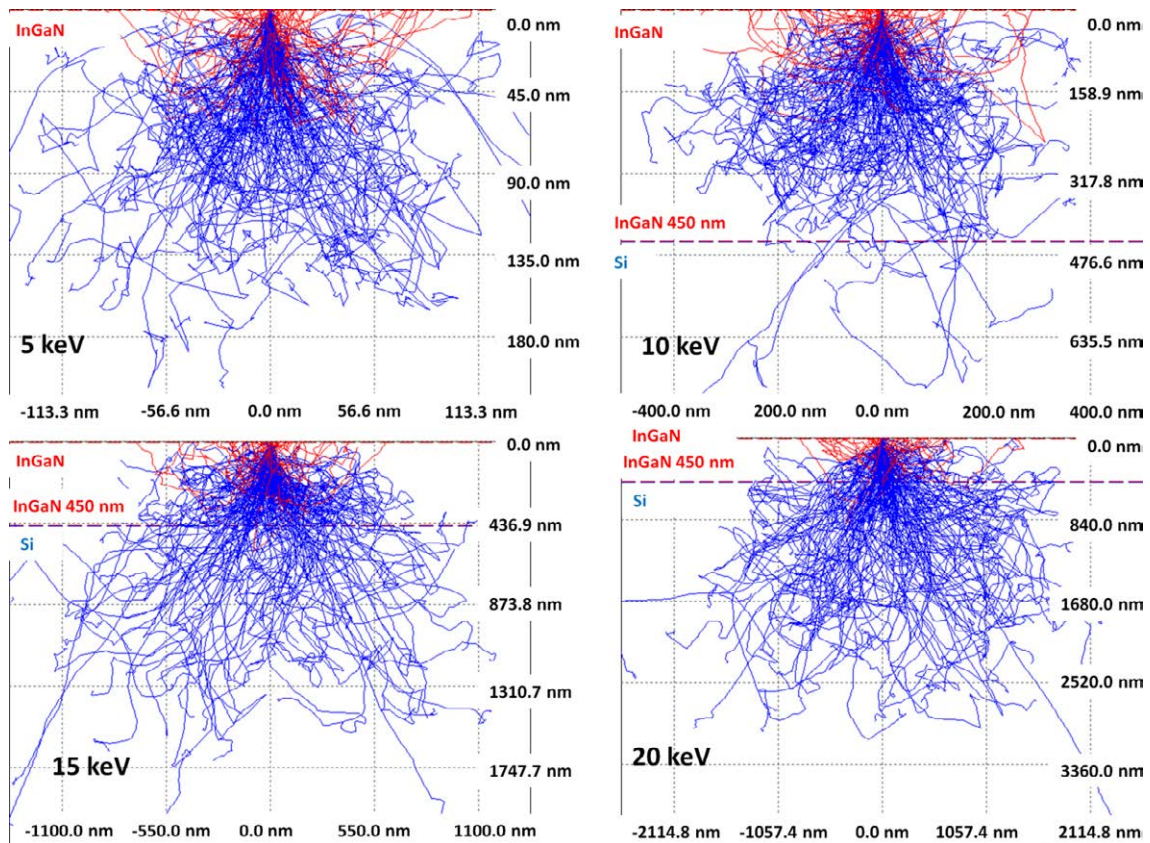 InGaN
0.0 nm
45.0 nm
90.0 nm
135.0 nm
180.0 nm
5 keV
-113.3 nm -56.6 nm 0.0 nm 56.6 nm 113.3 nm
InGaN
0.0 nm
158.9 nm
317.8 nm
InGaN 450 nm
Si
476.6 nm
635.5 nm
10 keV
-400.0 nm 200.0 nm 0.0 nm 200.0 nm 400.0 nm
InGaN
0.0 nm
InGaN 450 nm
436.9 nm
Si
873.8 nm
1310.7 nm
15 keV
1747.7 nm
-1100.0 nm -550.0 nm 0.0 nm 550.0 nm 1100.0 nm
InGaN
0.0 nm
InGaN 450 nm
Si
840.0 nm
1680.0 nm
2520.0 nm
20 keV
3360.0 nm
-2114.8 nm -1057.4 nm 0.0 nm 1057.4 nm 2114.8 nm